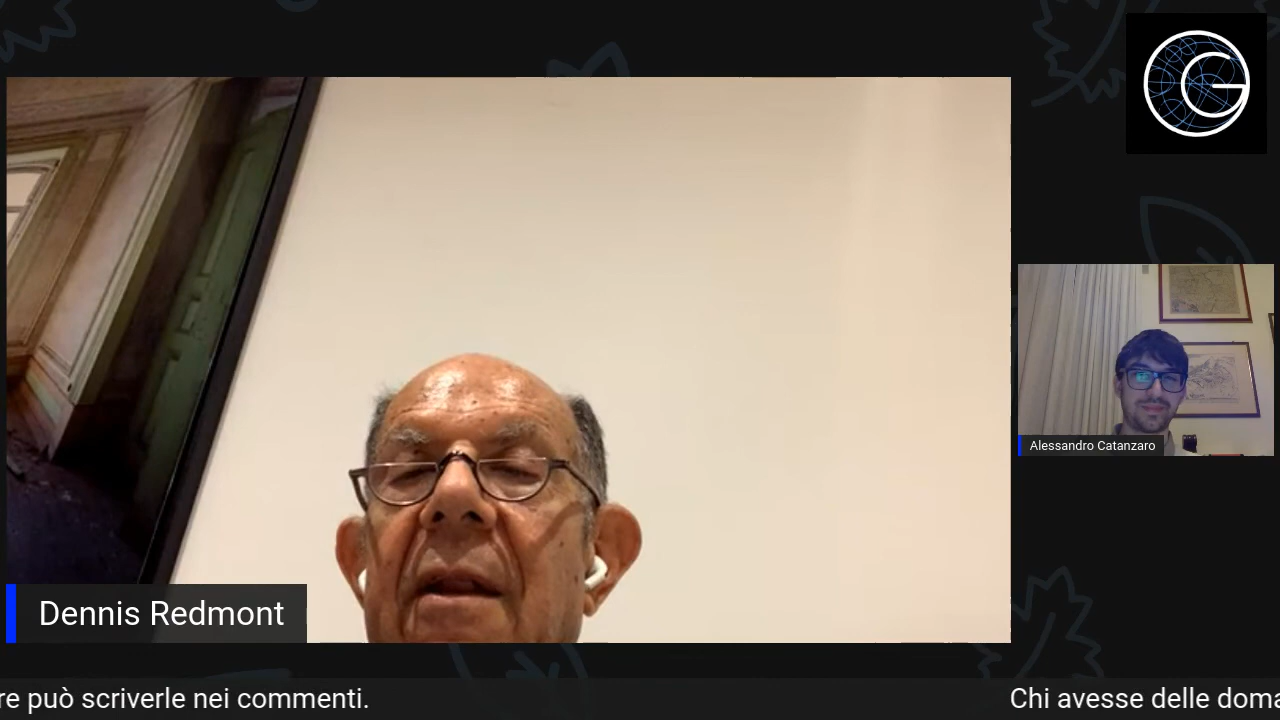 G
Alessandro Catanzaro
Dennis Redmont
re può scriverle nei commenti.
Chi avesse delle doma